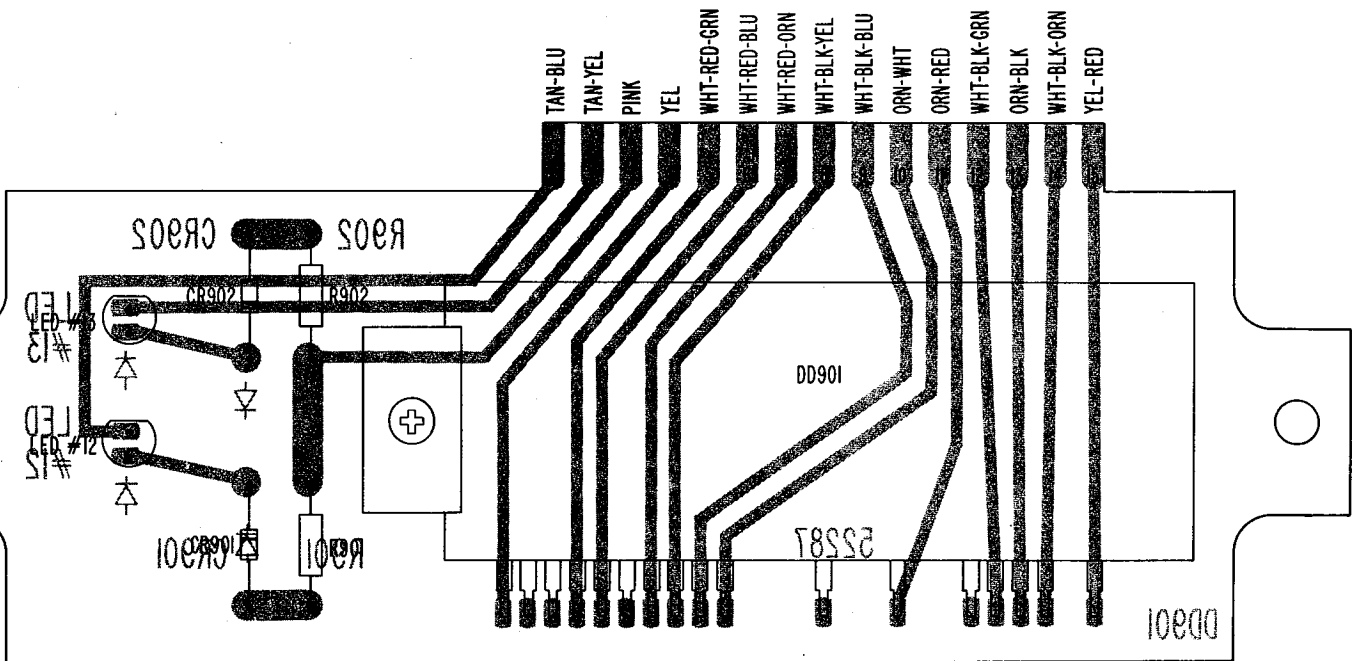 TAN-BLU
TAN-YEL
PINK
YEL
WHT-RED-GRN
WHT-RED-BLU
WHT-RED-ORN
WHT-BLK-YEL
WHT-BLK-BLU
ORN-WHT
ORN-RED
WHT-BLK-GRN
ORN-BLK
WHT-BLK-ORN
YEL-RED
CR902
R902
CR902
R902
LED
LED #13
#13
DD901
LED
LED #12
#12
CR901
CR901
R901
R901
52287
DD901